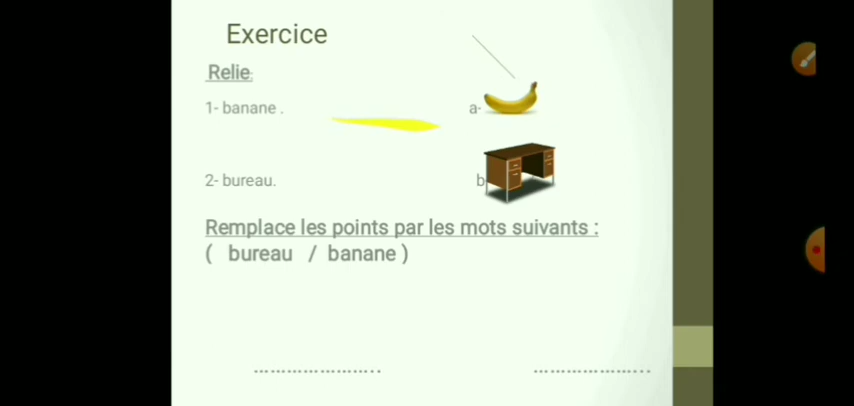 Exercice
Relie:
1- banane .
a-
2- bureau.
b
Remplace les points par les mots suivants :
( bureau / banane )
………………….. ………………...